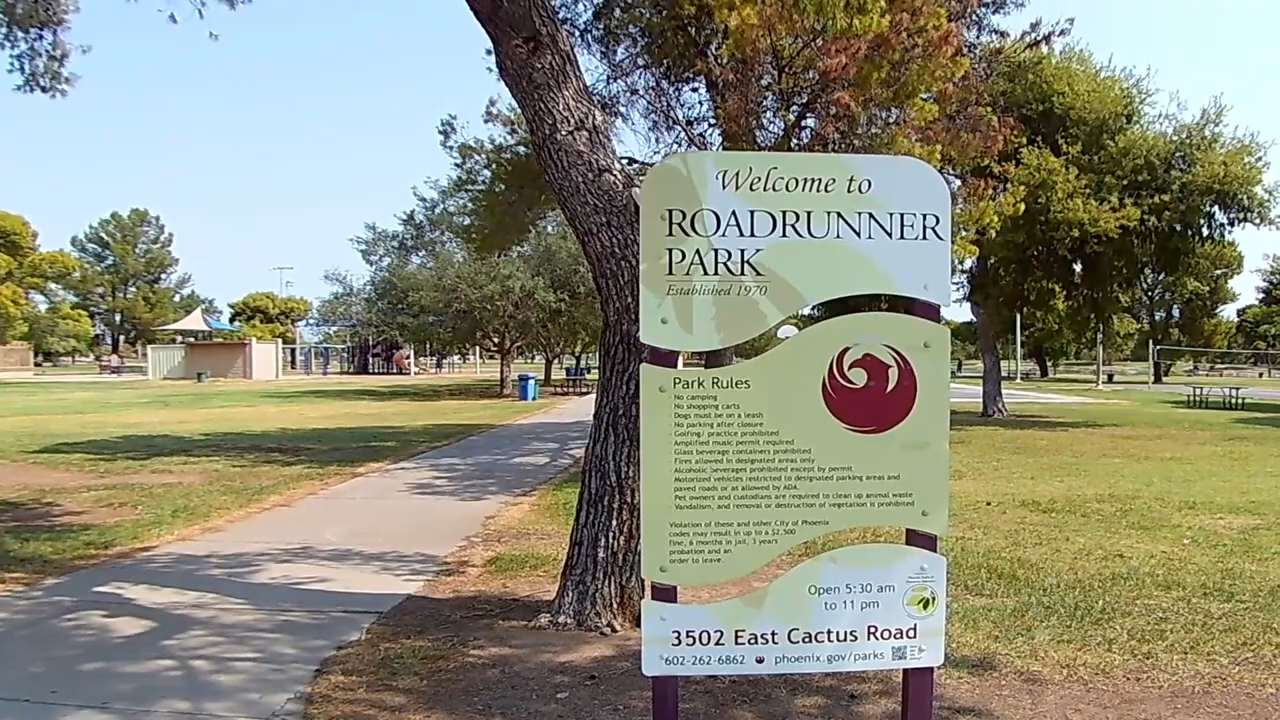 Welcome to
ROADRUNNER
PARK
Established 1970
Park Rules
· No camping
· No shopping carts
· Dogs must be on a leash
· No parking after closure
· Golfing/ practice prohibited
· Amplified music permit required
· Glass beverage containers prohibited
· Fires allowed in designated areas only
· Alcoholic beverages prohibited except by permit
· Motorized vehicles restricted to designated parking areas and
paved roads or as allowed by ADA.
· Pet owners and custodians are required to clean up animal waste
· Vandalism, and removal or destruction of vegetation is prohibited
Violation of these and other City of Phoenix
codes may result in up to a $2,500
fine, 6 months in jail, 3 years
probation and an
order to leave.
Open 5:30 am
to 11 pm
3502 East Cactus Road
602-262-6862 phoenix.gov/parks